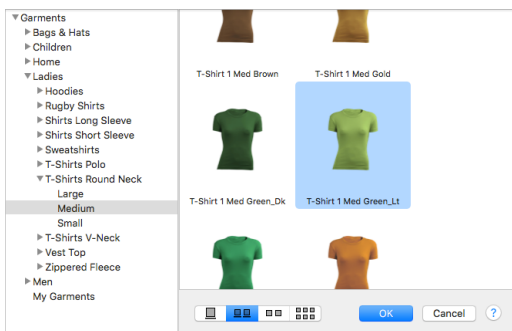 Garments
Bags & Hats
Children
Home
Ladies
Hoodies
Rugby Shirts
Shirts Long Sleeve
Shirts Short Sleeve
Sweatshirts
T-Shirts Polo
T-Shirts Round Neck
Large
Medium
Small
T-Shirts V-Neck
Vest Top
Zippered Fleece
Men
My Garments
T-Shirt 1 Med Brown
T-Shirt 1 Med Gold
T-Shirt 1 Med Green_Dk
T-Shirt 1 Med Green_Lt
OK
Cancel
?